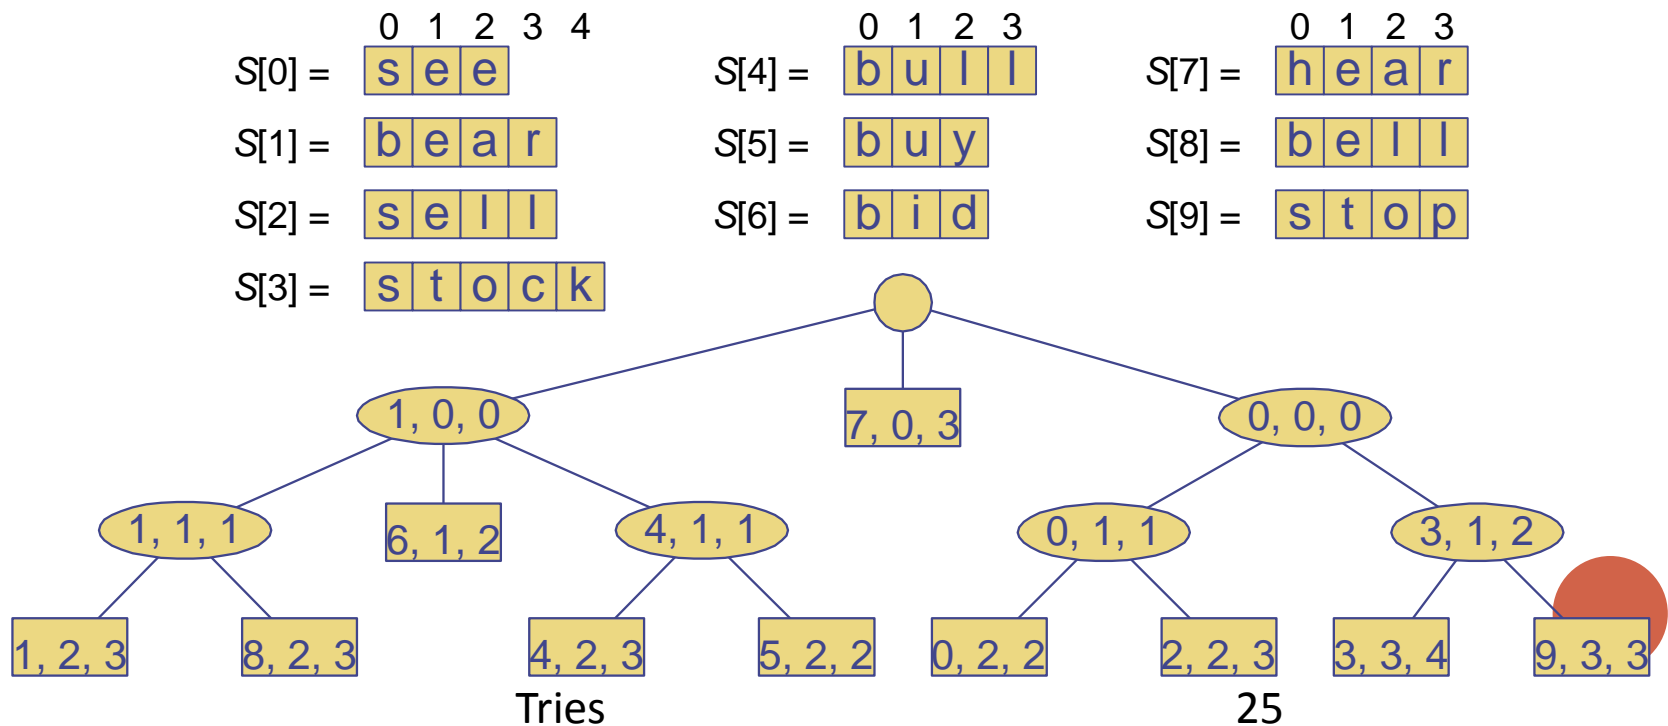 0 1 2 3 4 0 1 2 3 0 1 2 3
S[0] = s e e S[4] = b u l l S[7] = h e a r
S[1] = b e a r S[5] = b u y S[8] = b e l l
S[2] = s e l l S[6] = b i d S[9] = s t o p
S[3] = s t o c k
1, 0, 0 7, 0, 3 0, 0, 0
1, 1, 1 6, 1, 2 4, 1, 1 0, 1, 1 3, 1, 2
1, 2, 3 8, 2, 3 4, 2, 3 5, 2, 2 0, 2, 2 2, 2, 3 3, 3, 4 9, 3, 3
Tries 25